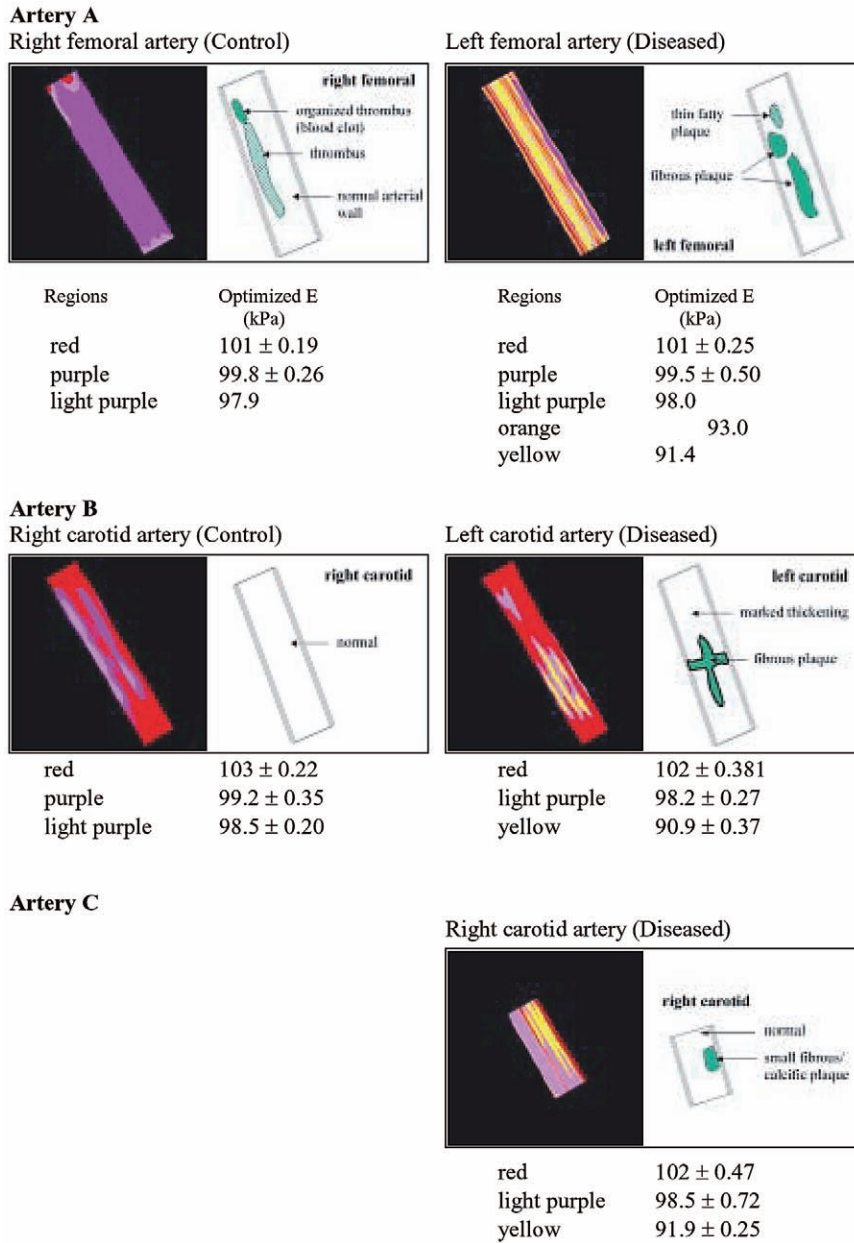 Artery A
Right femoral artery (Control)
right femoral
organized thrombus
(blood clot)
thrombus
normal arterial
wall
Regions Optimized E
(kPa)
red 101 ± 0.19
purple 99.8 ± 0.26
light purple 97.9
Left femoral artery (Diseased)
thin fatty
plaque
fibrous plaque
left femoral
Regions Optimized E
(kPa)
red 101 ± 0.25
purple 99.5 ± 0.50
light purple 98.0
orange 93.0
yellow 91.4
Artery B
Right carotid artery (Control)
right carotid
normal
red 103 ± 0.22
purple 99.2 ± 0.35
light purple 98.5 ± 0.20
Left carotid artery (Diseased)
left carotid
marked thickening
fibrous plaque
red 102 ± 0.381
light purple 98.2 ± 0.27
yellow 90.9 ± 0.37
Artery C
Right carotid artery (Diseased)
right carotid
normal
small fibrous/
calcific plaque
red 102 ± 0.47
light purple 98.5 ± 0.72
yellow 91.9 ± 0.25